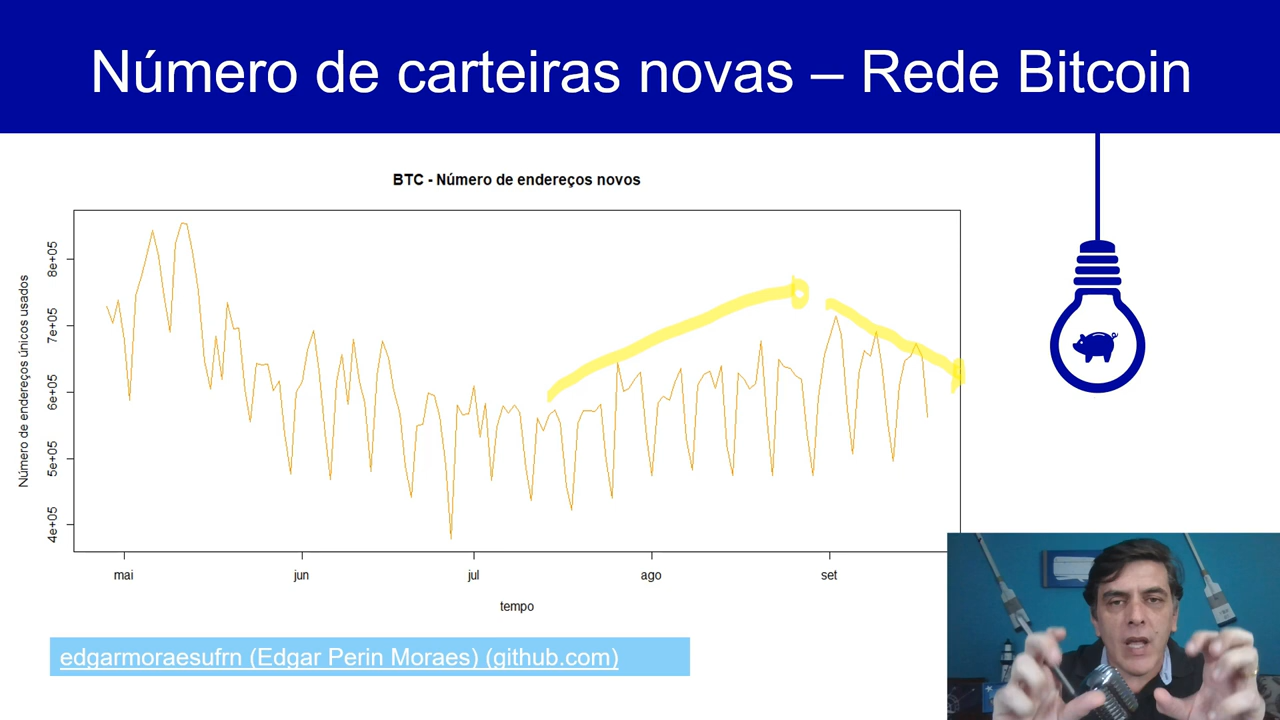 Número de carteiras novas – Rede Bitcoin
BTC - Número de endereços novos
Número de endereços únicos usados
8e+05
7e+05
6e+05
5e+05
4e+05
mai
jun
jul
ago
set
tempo
edgarmoraesufrn (Edgar Perin Moraes) (github.com)